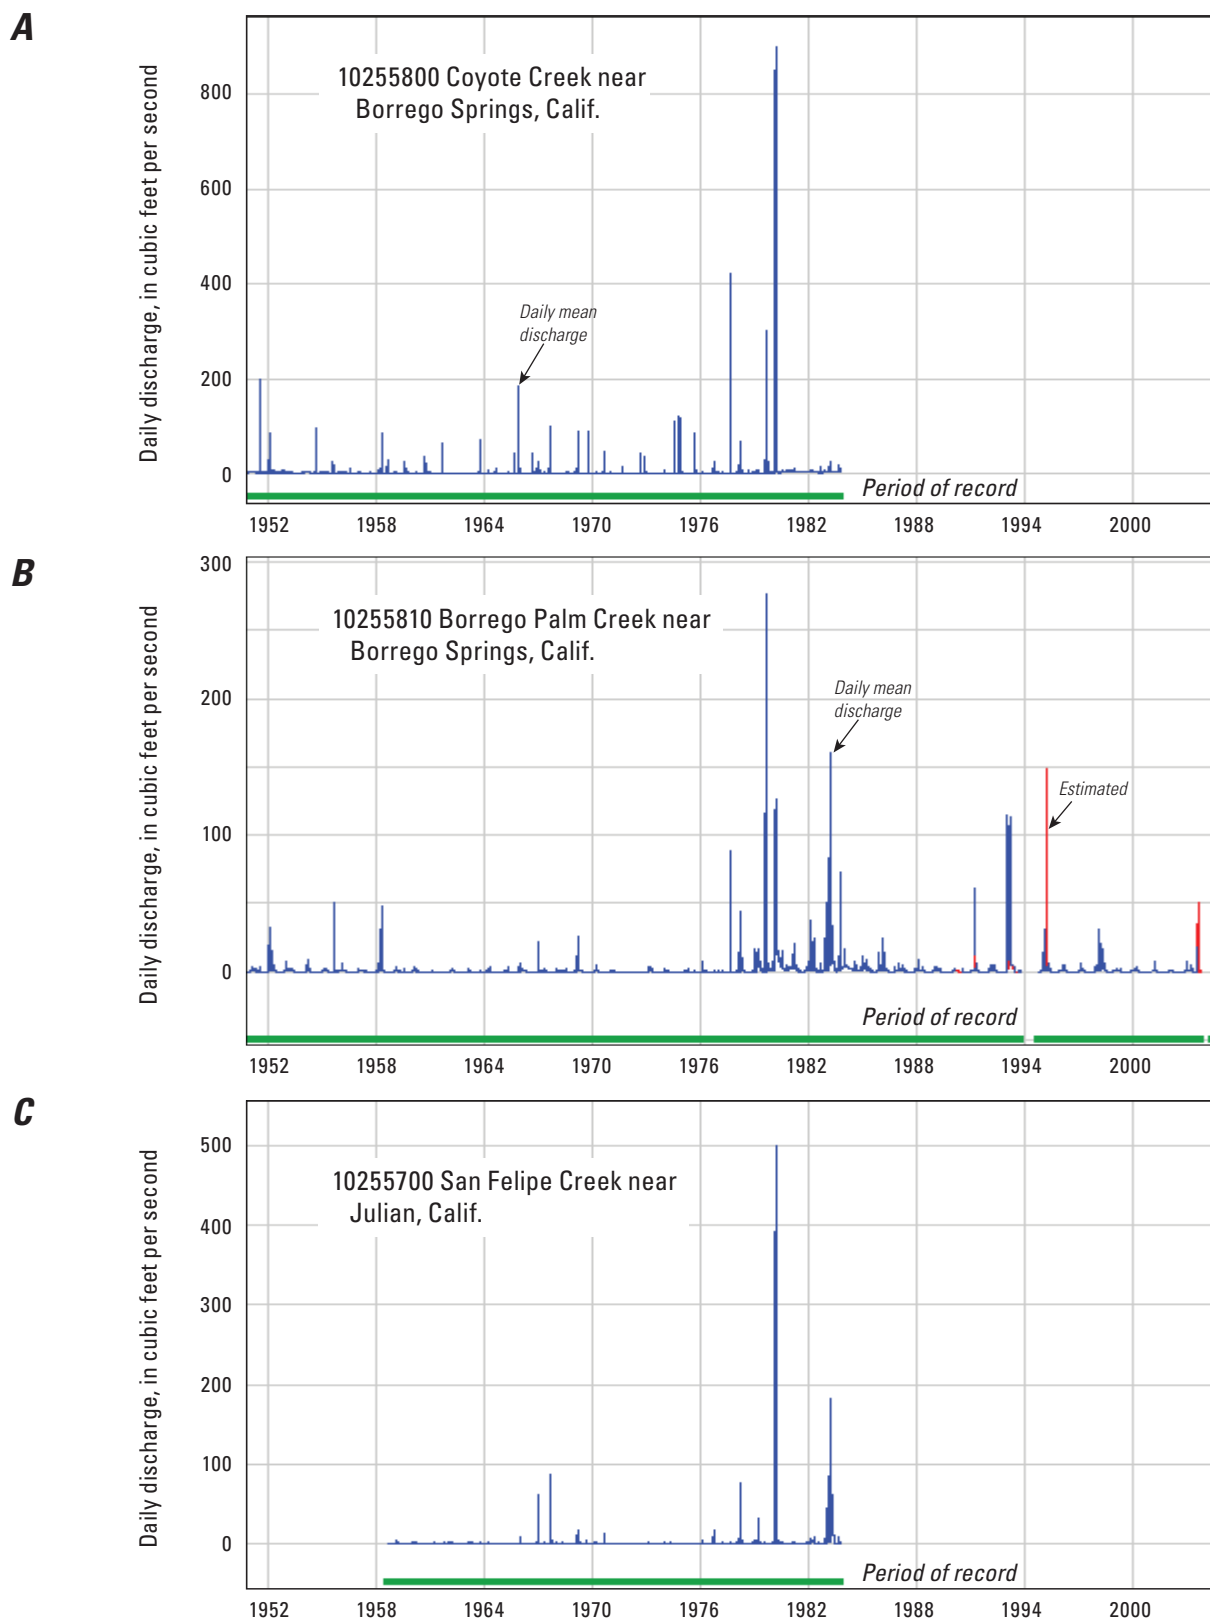 A
Daily discharge, in cubic feet per second
10255800 Coyote Creek near
Borrego Springs, Calif.
800
600
400
200
0
Daily mean
discharge
Period of record
1952 1958 1964 1970 1976 1982 1988 1994 2000
B
Daily discharge, in cubic feet per second
10255810 Borrego Palm Creek near
Borrego Springs, Calif.
300
200
100
0
Daily mean
discharge
Estimated
Period of record
1952 1958 1964 1970 1976 1982 1988 1994 2000
C
Daily discharge, in cubic feet per second
10255700 San Felipe Creek near
Julian, Calif.
500
400
300
200
100
0
Period of record
1952 1958 1964 1970 1976 1982 1988 1994 2000